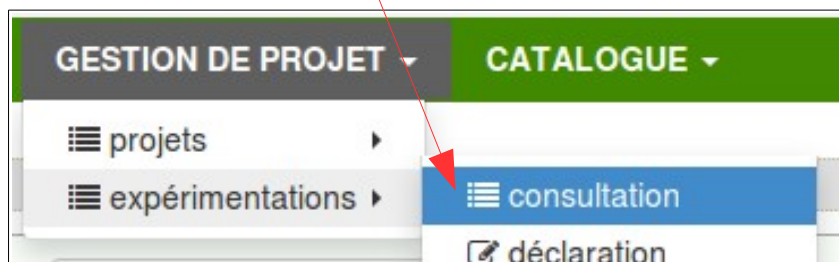 GESTION DE PROJET CATALOGUE
projets
expérimentations consultation
déclaration